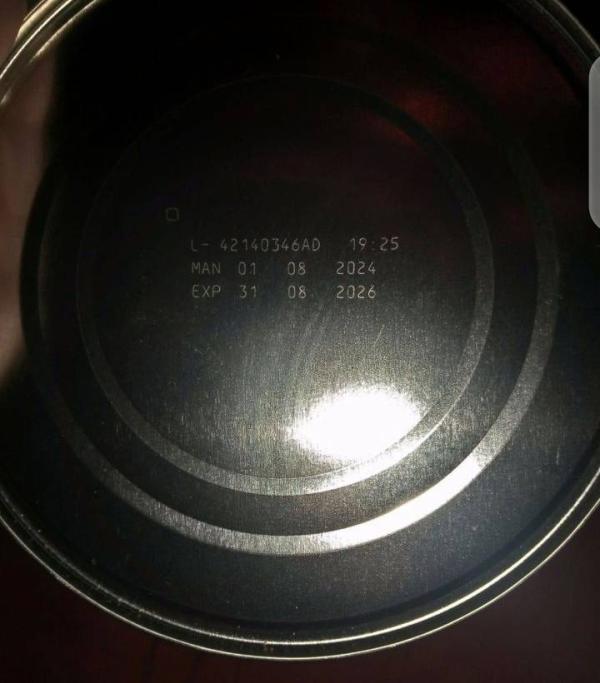 L- 42140346AD 19:25
MAN 01 08 2024
EXP 31 08 2026